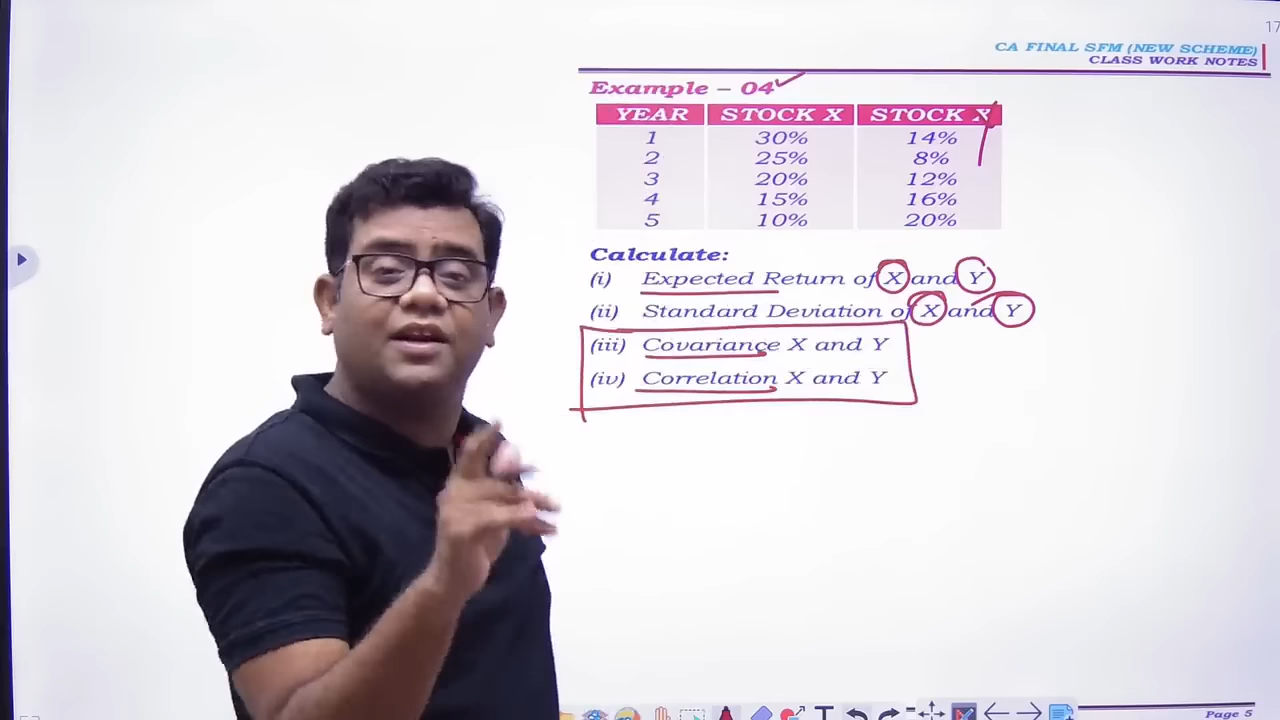 17
CA FINAL SFM (NEW SCHEME)
CLASS WORK NOTES
Example – 04
YEAR STOCK X STOCK Y
1 30% 14%
2 25% 8%
3 20% 12%
4 15% 16%
5 10% 20%
Calculate:
(i) Expected Return of X and Y
(ii) Standard Deviation of X and Y
(iii) Covariance X and Y
(iv) Correlation X and Y
T
Page 5